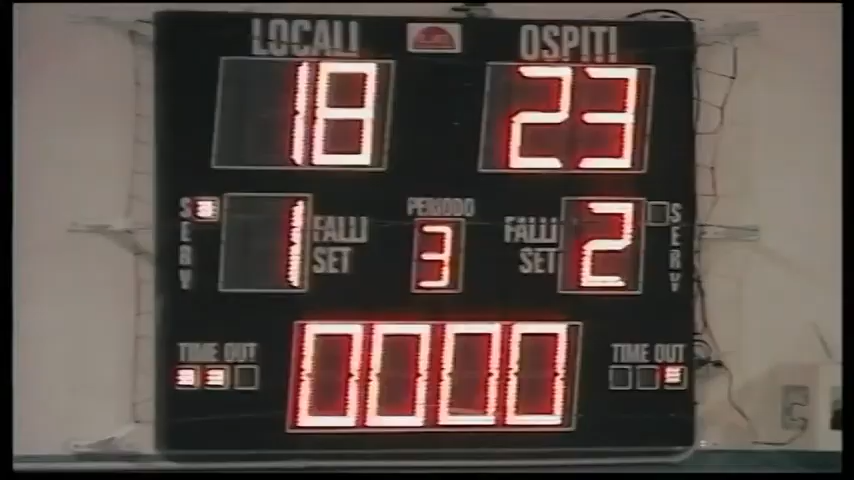 LOCALI OSPITI
18 23
PERIODO
SERV 1 FALLI SET 3 FALLI SET 2 SERV
TIME OUT TIME OUT
0000